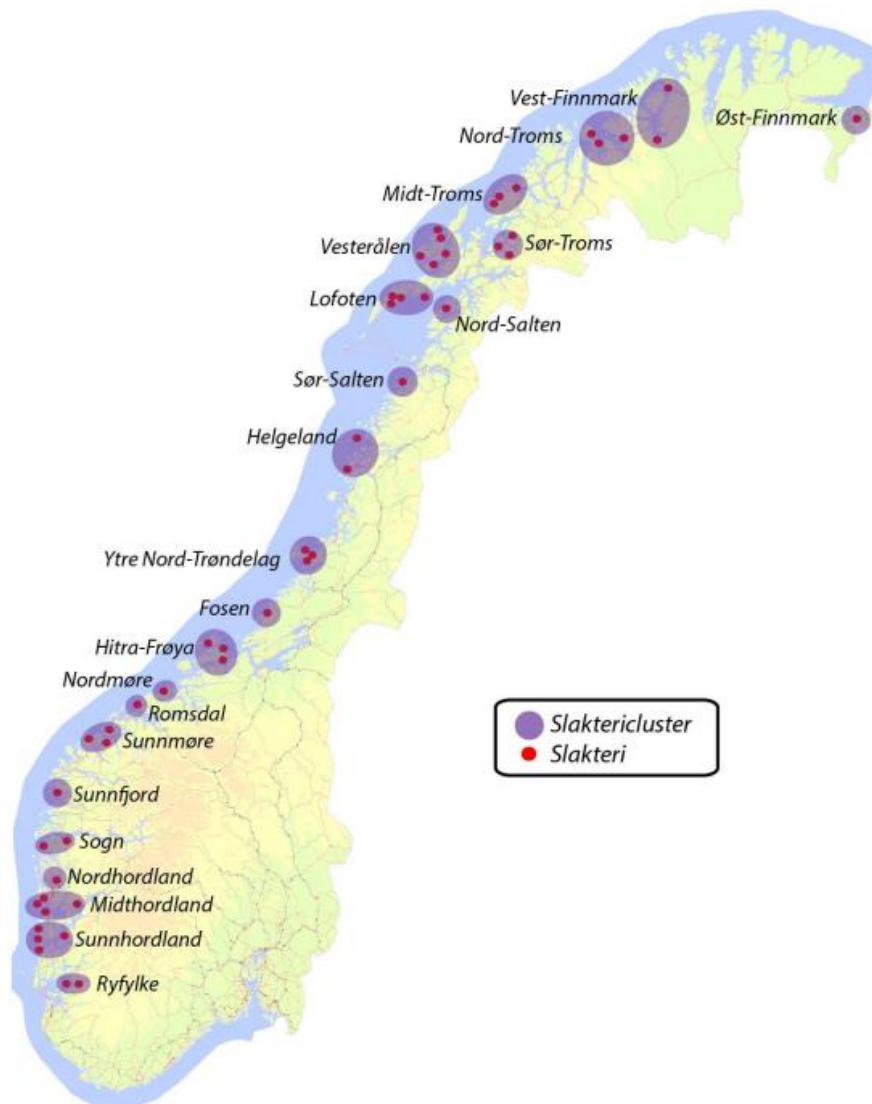 Vest-Finnmark
Øst-Finnmark
Nord-Troms
Midt-Troms
Sør-Troms
Vesterålen
Lofoten
Nord-Salten
Sør-Salten
Helgeland
Ytre Nord-Trøndelag
Fosen
Hitra-Frøya
Nordmøre
Romsdal
Sunnmøre
Slaktericluster
Slakteri
Sunnfjord
Sogn
Nordhordland
Midthordland
Sunnhordland
Ryfylke